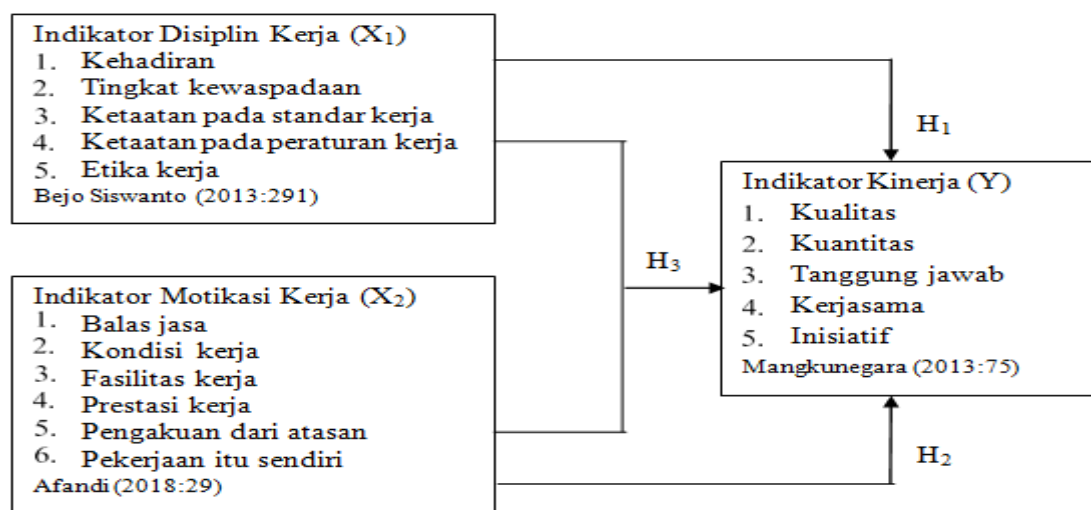 Indikator Disiplin Kerja (X₁)
1. Kehadiran
2. Tingkat kewaspadaan
3. Ketaatan pada standar kerja
4. Ketaatan pada peraturan kerja
5. Etika kerja
Bejo Siswanto (2013:291)
H₁
Indikator Kinerja (Y)
1. Kualitas
2. Kuantitas
3. Tanggung jawab
4. Kerjasama
5. Inisiatif
Mangkunegara (2013:75)
H₃
Indikator Motikasi Kerja (X₂)
1. Balas jasa
2. Kondisi kerja
3. Fasilitas kerja
4. Prestasi kerja
5. Pengakuan dari atasan
6. Pekerjaan itu sendiri
Afandi (2018:29)
H₂